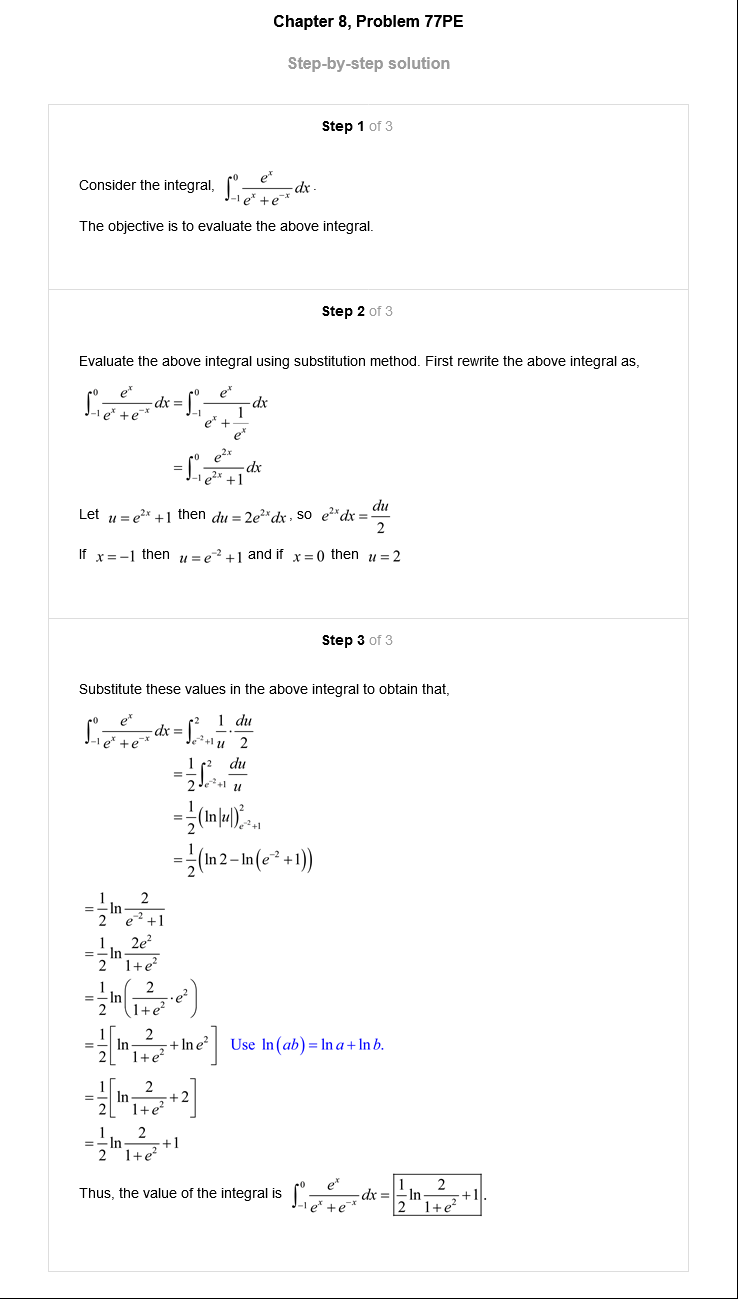 Chapter 8, Problem 77PE
Step-by-step solution
Step 1 of 3
Consider the integral, $\int_{-1}^{0} \frac{e^x}{e^x+e^{-x}} dx$.
The objective is to evaluate the above integral.
Step 2 of 3
Evaluate the above integral using substitution method. First rewrite the above integral as,
$\int_{-1}^{0} \frac{e^x}{e^x+e^{-x}} dx = \int_{-1}^{0} \frac{e^x}{e^x+\frac{1}{e^x}} dx$
$= \int_{-1}^{0} \frac{e^{2x}}{e^{2x}+1} dx$
Let $u = e^{2x}+1$ then $du = 2e^{2x}dx$, so $e^{2x}dx = \frac{du}{2}$
If $x=-1$ then $u=e^{-2}+1$ and if $x=0$ then $u=2$
Step 3 of 3
Substitute these values in the above integral to obtain that,
$\int_{-1}^{0} \frac{e^x}{e^x+e^{-x}} dx = \int_{e^{-2}+1}^{2} \frac{1}{u} \cdot \frac{du}{2}$
$= \frac{1}{2} \int_{e^{-2}+1}^{2} \frac{du}{u}$
$= \frac{1}{2} (\ln|u|)_{e^{-2}+1}^{2}$
$= \frac{1}{2} (\ln 2 - \ln(e^{-2}+1))$
$= \frac{1}{2} \ln \frac{2}{e^{-2}+1}$
$= \frac{1}{2} \ln \frac{2e^2}{1+e^2}$
$= \frac{1}{2} \ln \left( \frac{2}{1+e^2} \cdot e^2 \right)$
$= \frac{1}{2} \left[ \ln \frac{2}{1+e^2} + \ln e^2 \right]$ Use $\ln(ab) = \ln a + \ln b$.
$= \frac{1}{2} \left[ \ln \frac{2}{1+e^2} + 2 \right]$
$= \frac{1}{2} \ln \frac{2}{1+e^2} + 1$
Thus, the value of the integral is $\int_{-1}^{0} \frac{e^x}{e^x+e^{-x}} dx = \boxed{\frac{1}{2} \ln \frac{2}{1+e^2} + 1}$.